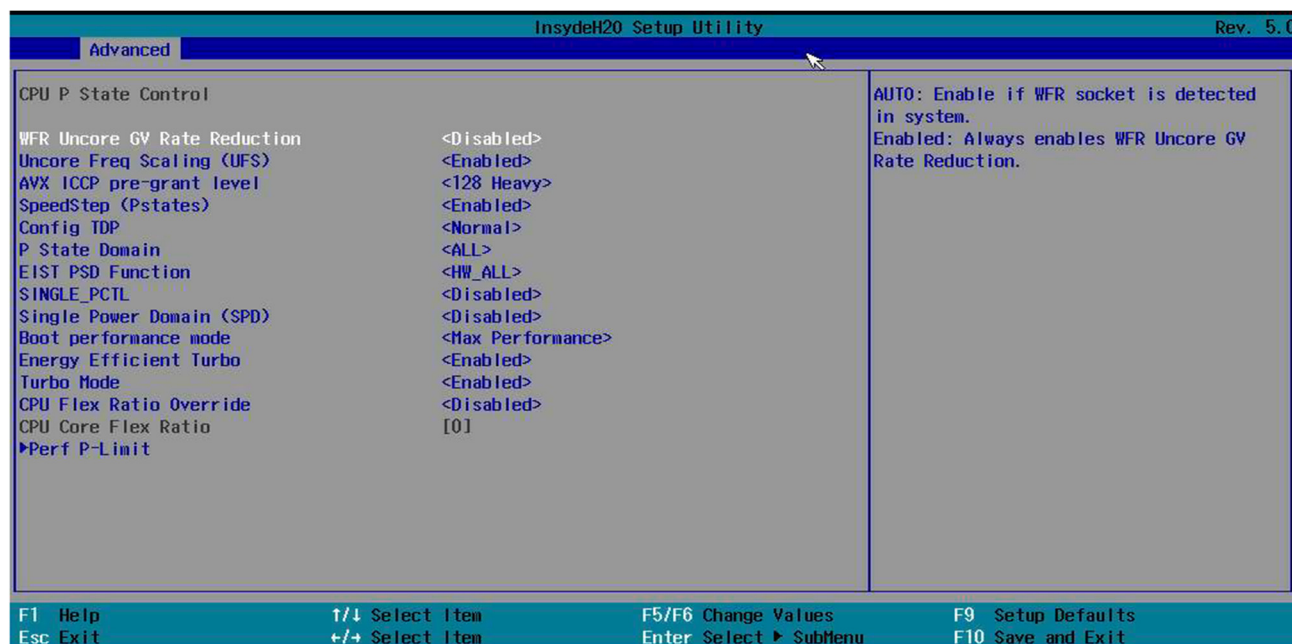 InsydeH20 Setup Utility Rev. 5.0
Advanced
CPU P State Control
WFR Uncore GV Rate Reduction <Disabled>
Uncore Freq Scaling (UFS) <Enabled>
AVX ICCP pre-grant level <128 Heavy>
SpeedStep (Pstates) <Enabled>
Config TDP <Normal>
P State Domain <ALL>
EIST PSD Function <HW_ALL>
SINGLE_PCTL <Disabled>
Single Power Domain (SPD) <Disabled>
Boot performance mode <Max Performance>
Energy Efficient Turbo <Enabled>
Turbo Mode <Enabled>
CPU Flex Ratio Override <Disabled>
CPU Core Flex Ratio [0]
▶Perf P-Limit
AUTO: Enable if WFR socket is detected
in system.
Enabled: Always enables WFR Uncore GV
Rate Reduction.
F1 Help ↑/↓ Select Item F5/F6 Change Values F9 Setup Defaults
Esc Exit ←/→ Select Item Enter Select ▶ SubMenu F10 Save and Exit